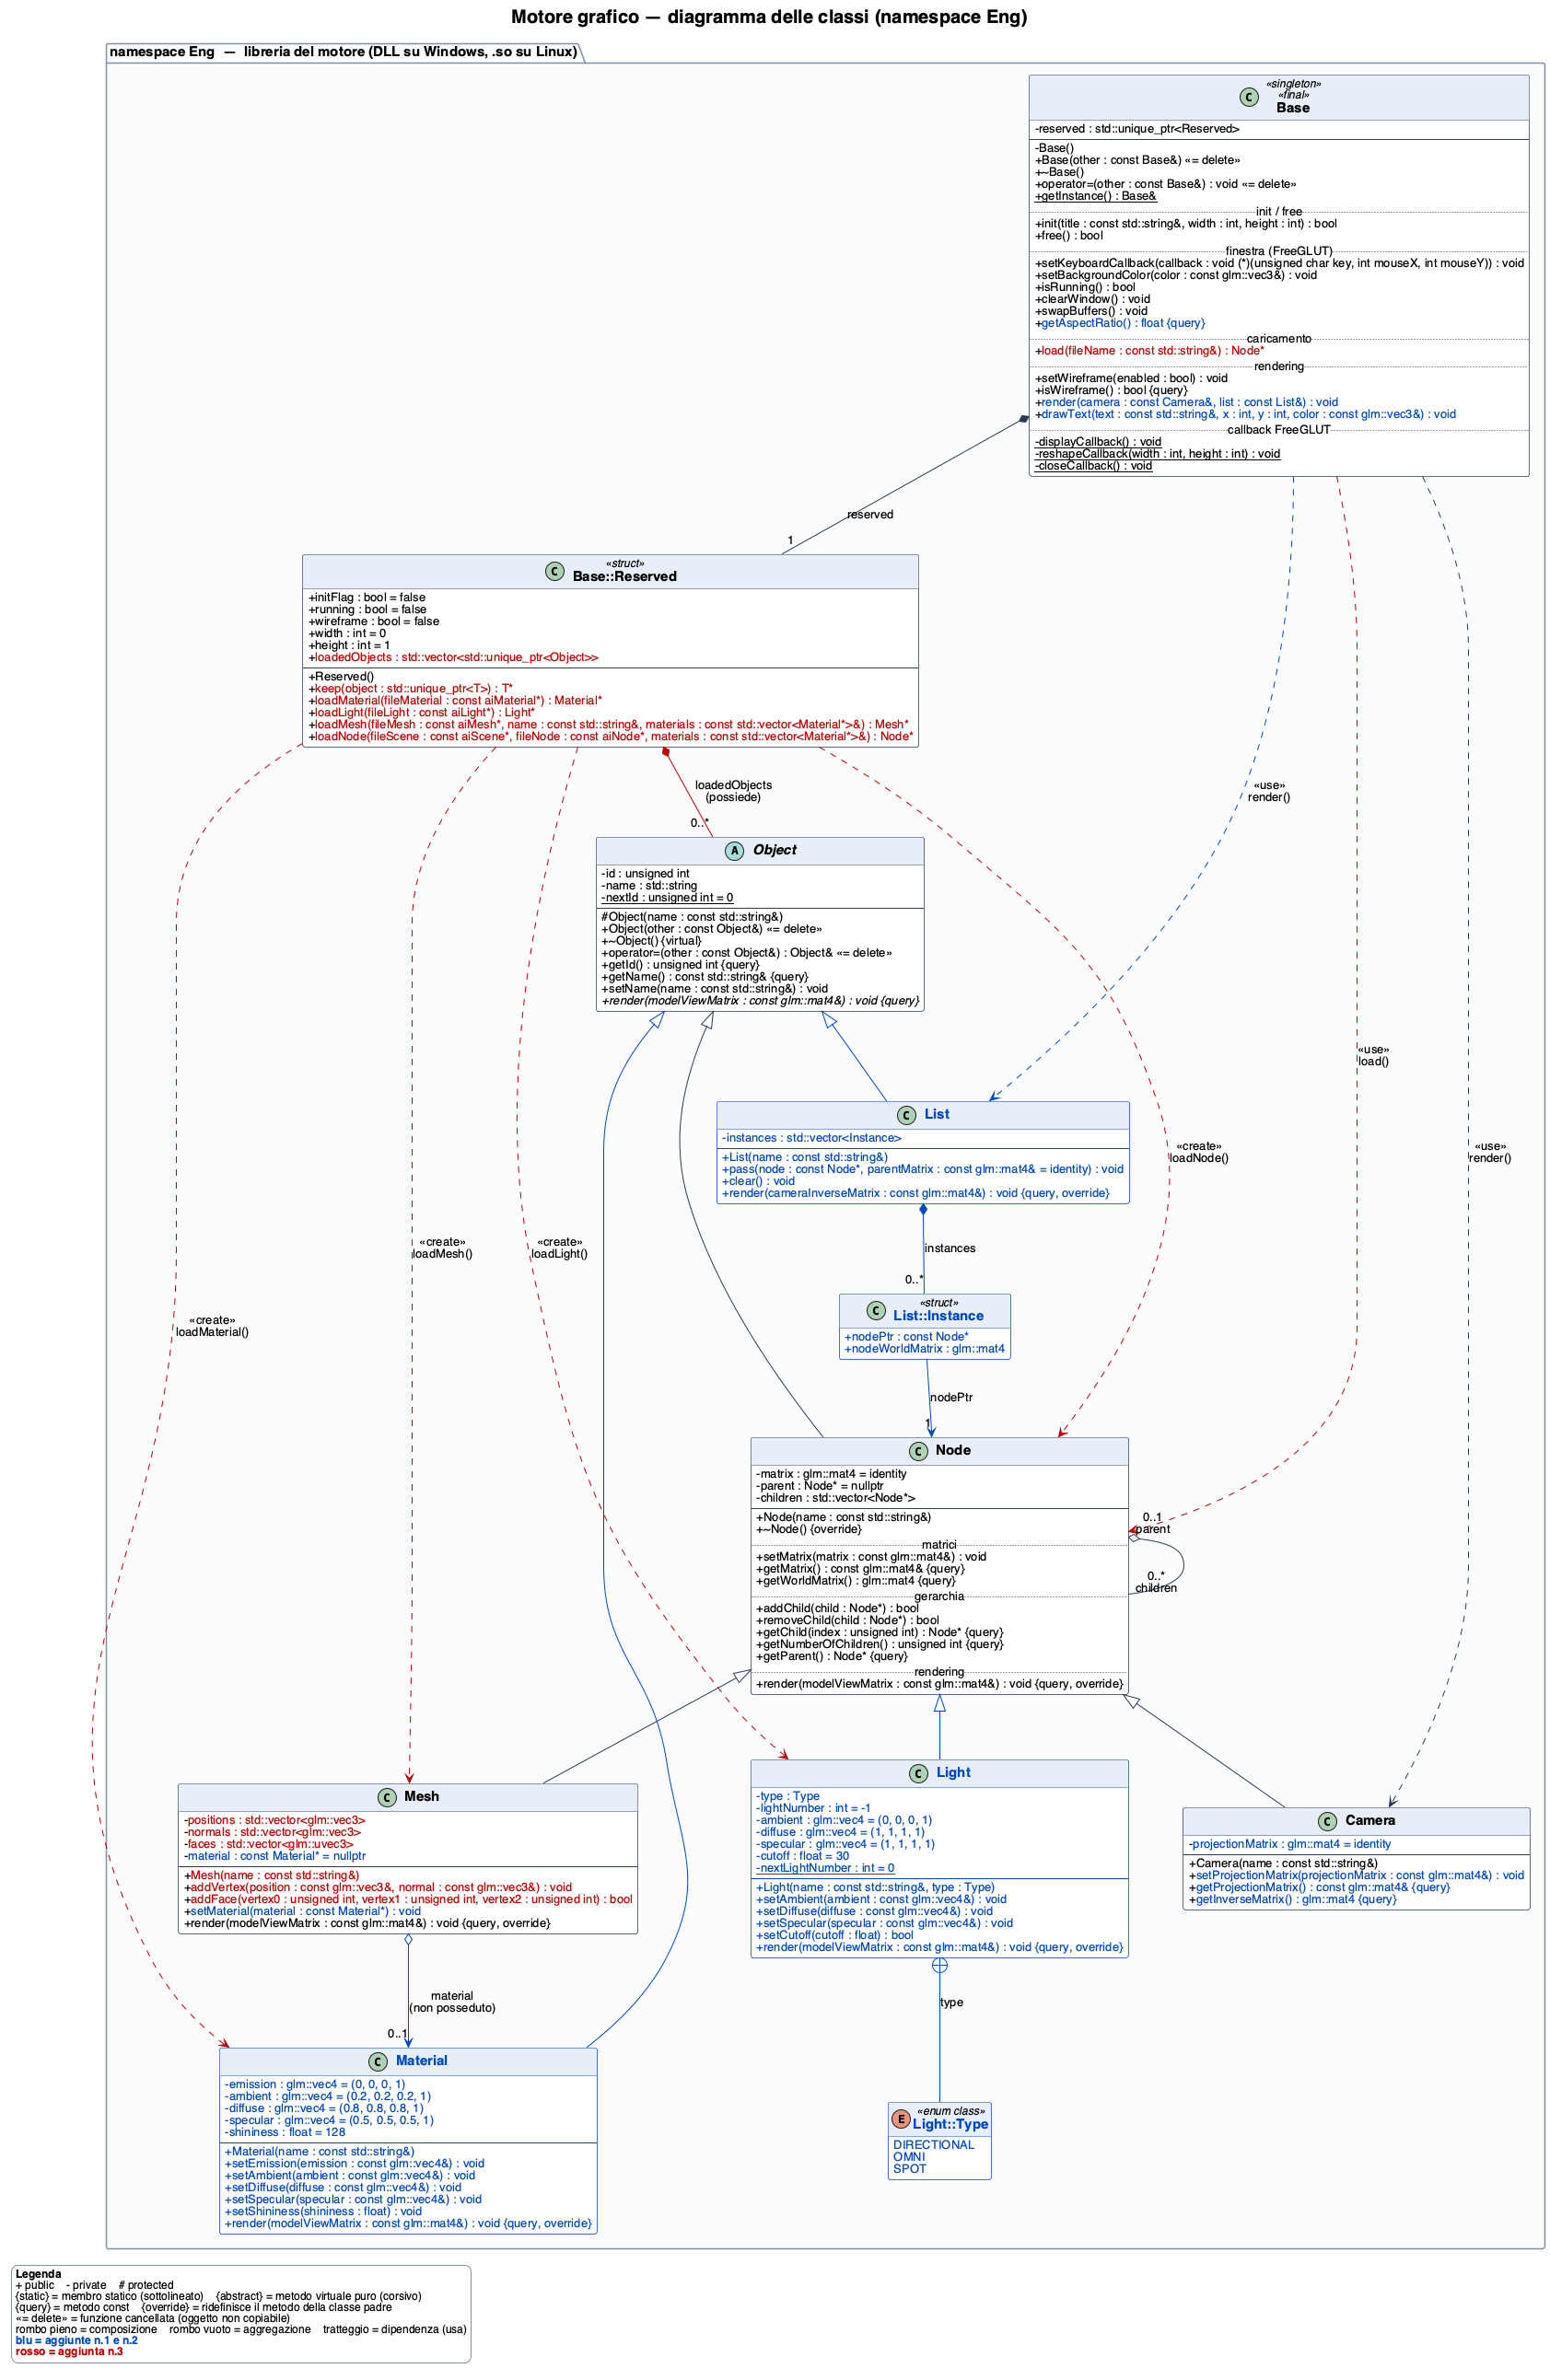 Motore grafico — diagramma delle classi (namespace Eng)
namespace Eng — libreria del motore (DLL su Windows, .so su Linux)
«singleton»
«final»
C
Base
-reserved : std::unique_ptr<Reserved>
-Base()
+Base(other : const Base&) «= delete»
+~Base()
+operator=(other : const Base&) : void «= delete»
+getInstance() : Base&
init / free
+init(title : const std::string&, width : int, height : int) : bool
+free() : bool
finestra (FreeGLUT)
+setKeyboardCallback(callback : void (*)(unsigned char key, int mouseX, int mouseY)) : void
+setBackgroundColor(color : const glm::vec3&) : void
+isRunning() : bool
+clearWindow() : void
+swapBuffers() : void
+getAspectRatio() : float {query}
caricamento
+load(fileName : const std::string&) : Node*
rendering
+setWireframe(enabled : bool) : void
+isWireframe() : bool {query}
+render(camera : const Camera&, list : const List&) : void
+drawText(text : const std::string&, x : int, y : int, color : const glm::vec3&) : void
callback FreeGLUT
-displayCallback() : void
-reshapeCallback(width : int, height : int) : void
-closeCallback() : void
reserved
1
«struct»
C
Base::Reserved
+initFlag : bool = false
+running : bool = false
+wireframe : bool = false
+width : int = 0
+height : int = 1
+loadedObjects : std::vector<std::unique_ptr<Object>>
+Reserved()
+keep(object : std::unique_ptr<T>) : T*
+loadMaterial(fileMaterial : const aiMaterial*) : Material*
+loadLight(fileLight : const aiLight*) : Light*
+loadMesh(fileMesh : const aiMesh*, name : const std::string&, materials : const std::vector<Material*>&) : Mesh*
+loadNode(fileScene : const aiScene*, fileNode : const aiNode*, materials : const std::vector<Material*>&) : Node*
loadedObjects
(possiede)
0..*
«use»
render()
A
Object
-id : unsigned int
-name : std::string
-nextId : unsigned int = 0
#Object(name : const std::string&)
+Object(other : const Object&) «= delete»
+~Object() {virtual}
+operator=(other : const Object&) : Object& «= delete»
+getId() : unsigned int {query}
+getName() : const std::string& {query}
+setName(name : const std::string&) : void
+render(modelViewMatrix : const glm::mat4&) : void {query}
«use»
load()
C
List
-instances : std::vector<Instance>
+List(name : const std::string&)
+pass(node : const Node*, parentMatrix : const glm::mat4& = identity) : void
+clear() : void
+render(cameraInverseMatrix : const glm::mat4&) : void {query, override}
«create»
loadNode()
«use»
render()
«create»
loadMesh()
«create»
loadLight()
instances
0..*
«create»
loadMaterial()
«struct»
C
List::Instance
+nodePtr : const Node*
+nodeWorldMatrix : glm::mat4
nodePtr
1
C
Node
-matrix : glm::mat4 = identity
-parent : Node* = nullptr
-children : std::vector<Node*>
+Node(name : const std::string&)
+~Node() {override}
matrici
+setMatrix(matrix : const glm::mat4&) : void
+getMatrix() : const glm::mat4& {query}
+getWorldMatrix() : glm::mat4 {query}
gerarchia
+addChild(child : Node*) : bool
+removeChild(child : Node*) : bool
+getChild(index : unsigned int) : Node* {query}
+getNumberOfChildren() : unsigned int {query}
+getParent() : Node* {query}
rendering
+render(modelViewMatrix : const glm::mat4&) : void {query, override}
0..1
parent
0..*
children
C
Mesh
-positions : std::vector<glm::vec3>
-normals : std::vector<glm::vec3>
-faces : std::vector<glm::uvec3>
-material : const Material* = nullptr
+Mesh(name : const std::string&)
+addVertex(position : const glm::vec3&, normal : const glm::vec3&) : void
+addFace(vertex0 : unsigned int, vertex1 : unsigned int, vertex2 : unsigned int) : bool
+setMaterial(material : const Material*) : void
+render(modelViewMatrix : const glm::mat4&) : void {query, override}
C
Light
-type : Type
-lightNumber : int = -1
-ambient : glm::vec4 = (0, 0, 0, 1)
-diffuse : glm::vec4 = (1, 1, 1, 1)
-specular : glm::vec4 = (1, 1, 1, 1)
-cutoff : float = 30
-nextLightNumber : int = 0
+Light(name : const std::string&, type : Type)
+setAmbient(ambient : const glm::vec4&) : void
+setDiffuse(diffuse : const glm::vec4&) : void
+setSpecular(specular : const glm::vec4&) : void
+setCutoff(cutoff : float) : bool
+render(modelViewMatrix : const glm::mat4&) : void {query, override}
C
Camera
-projectionMatrix : glm::mat4 = identity
+Camera(name : const std::string&)
+setProjectionMatrix(projectionMatrix : const glm::mat4&) : void
+getProjectionMatrix() : const glm::mat4& {query}
+getInverseMatrix() : glm::mat4 {query}
material
(non posseduto)
0..1
type
C
Material
-emission : glm::vec4 = (0, 0, 0, 1)
-ambient : glm::vec4 = (0.2, 0.2, 0.2, 1)
-diffuse : glm::vec4 = (0.8, 0.8, 0.8, 1)
-specular : glm::vec4 = (0.5, 0.5, 0.5, 1)
-shininess : float = 128
+Material(name : const std::string&)
+setEmission(emission : const glm::vec4&) : void
+setAmbient(ambient : const glm::vec4&) : void
+setDiffuse(diffuse : const glm::vec4&) : void
+setSpecular(specular : const glm::vec4&) : void
+setShininess(shininess : float) : void
+render(modelViewMatrix : const glm::mat4&) : void {query, override}
«enum class»
E
Light::Type
DIRECTIONAL
OMNI
SPOT
Legenda
+ public - private # protected
{static} = membro statico (sottolineato) {abstract} = metodo virtuale puro (corsivo)
{query} = metodo const {override} = ridefinisce il metodo della classe padre
«= delete» = funzione cancellata (oggetto non copiabile)
rombo pieno = composizione rombo vuoto = aggregazione tratteggio = dipendenza (usa)
blu = aggiunte n.1 e n.2
rosso = aggiunta n.3